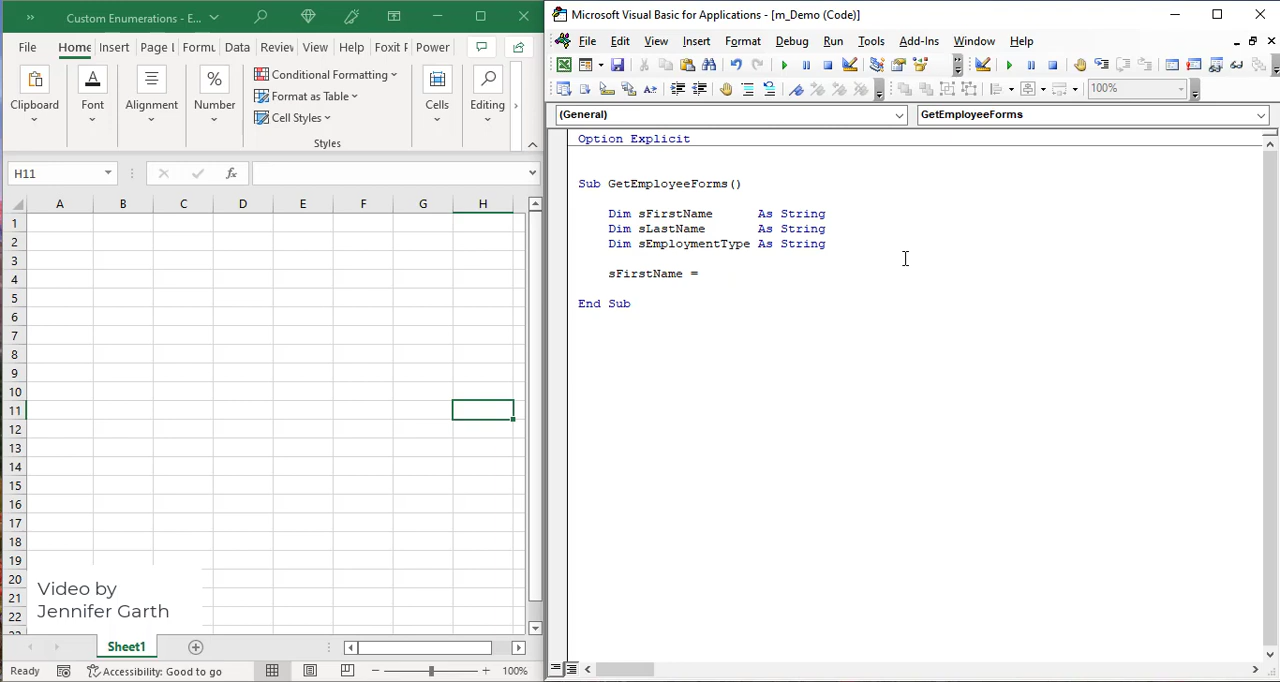 Custom Enumerations - E...
File Home Insert Page L Formu Data Review View Help Foxit F Power
Clipboard
Font
Alignment
Number
Conditional Formatting
Format as Table
Cell Styles
Styles
Cells
Editing
H11
fx
A B C D E F G H
1
2
3
4
5
6
7
8
9
10
11
12
13
14
15
16
17
18
19
20
21
22
Video by
Jennifer Garth
Sheet1
Ready
Accessibility: Good to go
100%
Microsoft Visual Basic for Applications - [m_Demo (Code)]
File Edit View Insert Format Debug Run Tools Add-Ins Window Help
100%
(General)
GetEmployeeForms
Option Explicit
Sub GetEmployeeForms()
Dim sFirstName As String
Dim sLastName As String
Dim sEmploymentType As String
sFirstName =
End Sub